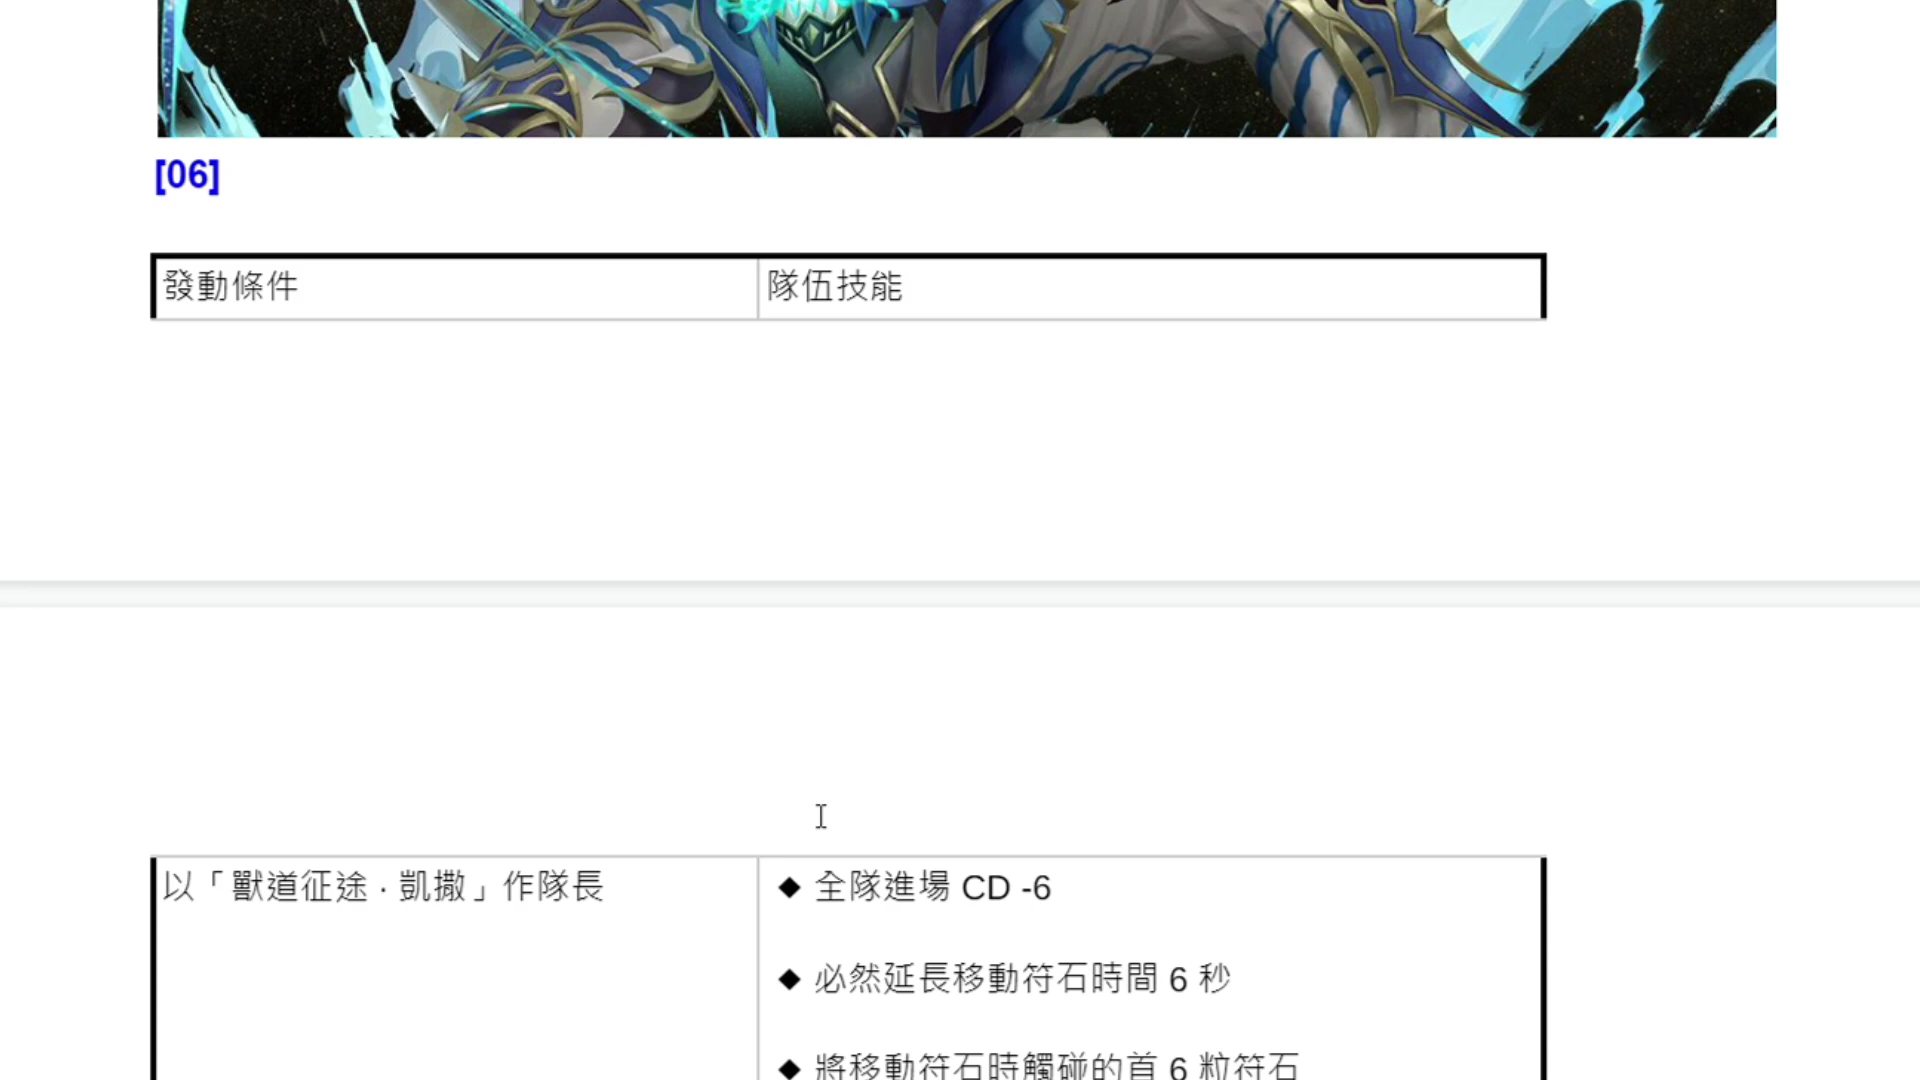 [06]
發動條件 隊伍技能
以「獸道征途 · 凱撒」作隊長 ◆ 全隊進場 CD -6
◆ 必然延長移動符石時間 6 秒
◆ 將移動符石時觸碰的首 6 粒符石